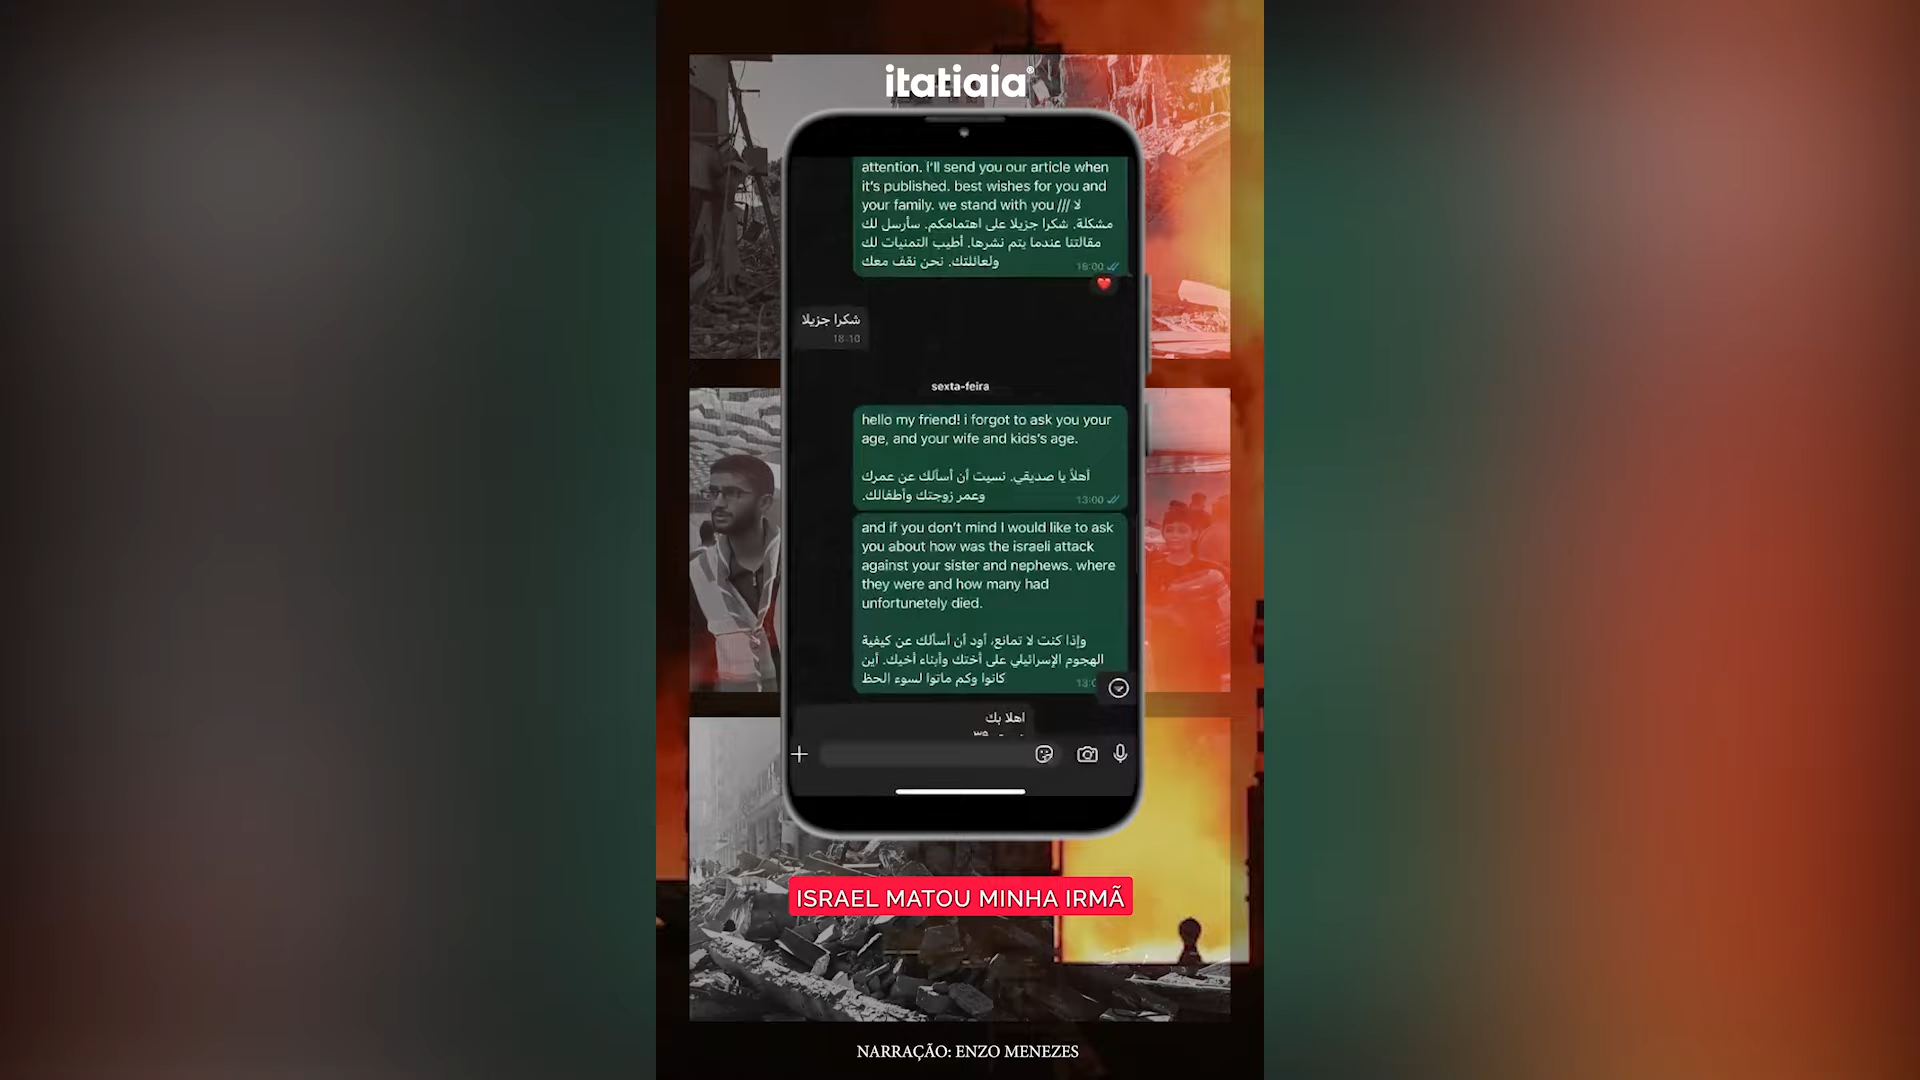 itatiaia®
attention. i'll send you our article when
it's published. best wishes for you and
your family. we stand with you /// لا
مشكلة. شكرا جزيلا على اهتمامكم. سأرسل لك
مقالتنا عندما يتم نشرها. أطيب التمنيات لك
ولعائلتك. نحن نقف معك
18:00
شكرا جزيلا
18:10
sexta-feira
hello my friend! i forgot to ask you your
age, and your wife and kids's age.
أهلاً يا صديقي. نسيت أن أسألك عن عمرك
وعمر زوجتك وأطفالك.
13:00
and if you don't mind I would like to ask
you about how was the israeli attack
against your sister and nephews. where
they were and how many had
unfortunetely died.
وإذا كنت لا تمانع، أود أن أسألك عن كيفية
الهجوم الإسرائيلي على أختك وأبناء أخيك. أين
كانوا وكم ماتوا لسوء الحظ
اهلا بك
ISRAEL MATOU MINHA IRMÃ
NARRAÇÃO: ENZO MENEZES